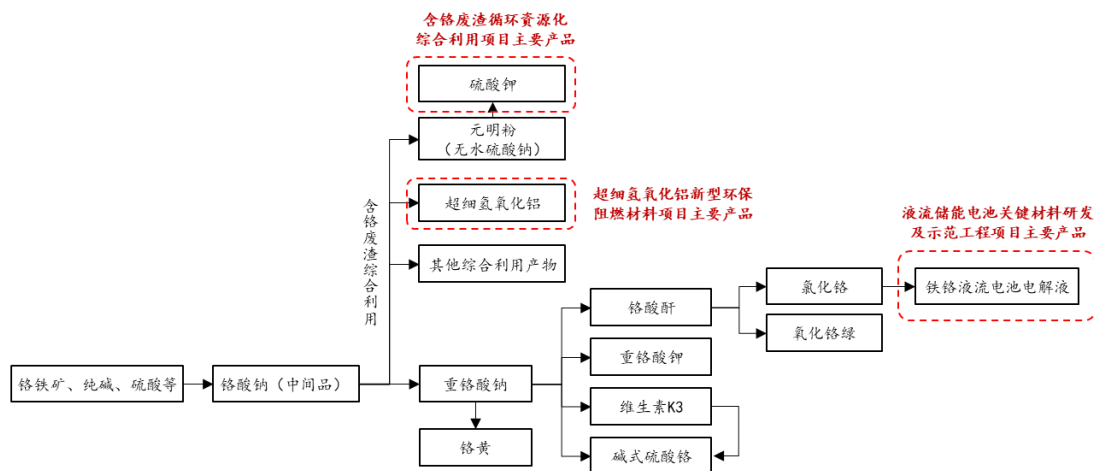 含铬废渣循环资源化
综合利用项目主要产品
硫酸钾
元明粉
（无水硫酸钠）
超细氢氧化铝
超细氢氧化铝新型环保
阻燃材料项目主要产品
含铬废渣综合利用
其他综合利用产物
液流储能电池关键材料研发
及示范工程项目主要产品
铬酸酐
氯化铬
铁铬液流电池电解液
氧化铬绿
重铬酸钾
铬铁矿、纯碱、硫酸等
铬酸钠（中间品）
重铬酸钠
维生素K3
铬黄
碱式硫酸铬